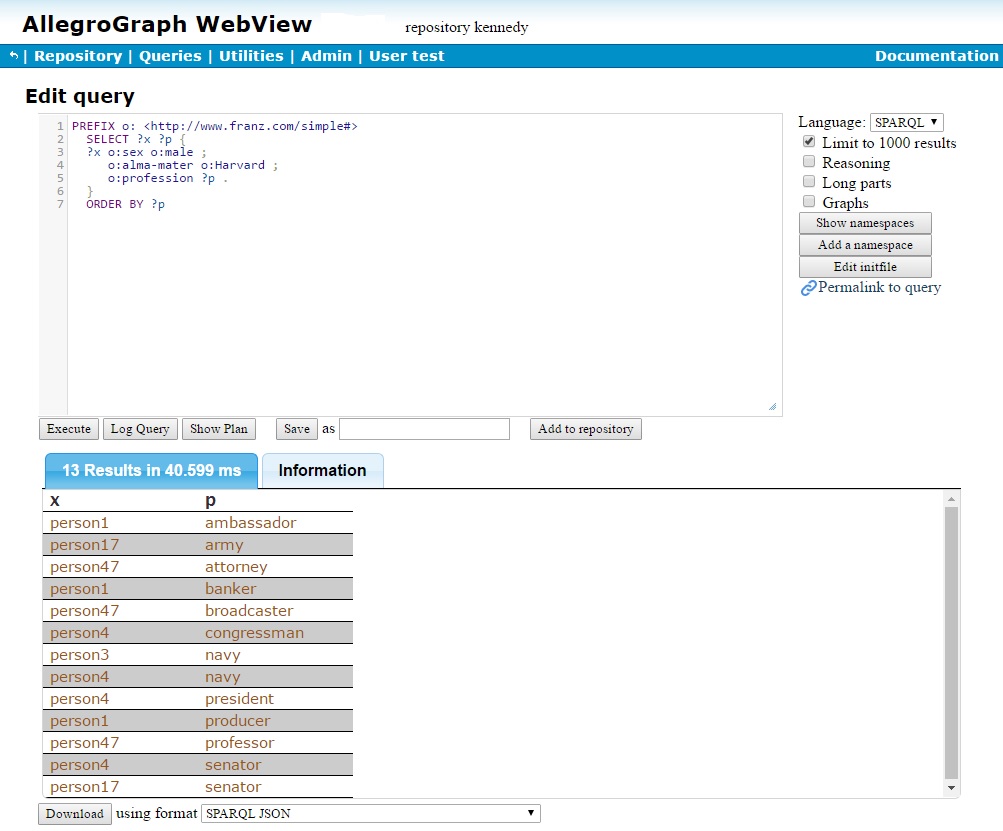 AllegroGraph WebView repository kennedy
| Repository | Queries | Utilities | Admin | User test Documentation
Edit query
1 PREFIX o: <http://www.franz.com/simple#>
2 SELECT ?x ?p {
3 ?x o:sex o:male ;
4 o:alma-mater o:Harvard ;
5 o:profession ?p .
6 }
7 ORDER BY ?p
Language: SPARQL
Limit to 1000 results
Reasoning
Long parts
Graphs
Show namespaces
Add a namespace
Edit initfile
Permalink to query
Execute Log Query Show Plan Save as Add to repository
13 Results in 40.599 ms Information
x p
person1 ambassador
person17 army
person47 attorney
person1 banker
person47 broadcaster
person4 congressman
person3 navy
person4 navy
person4 president
person1 producer
person47 professor
person4 senator
person17 senator
Download using format SPARQL JSON